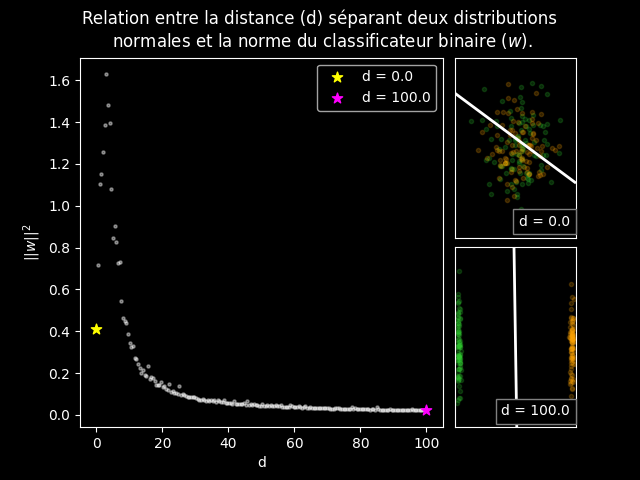 Relation entre la distance (d) séparant deux distributions
normales et la norme du classificateur binaire (w).
||w||²
1.6
1.4
1.2
1.0
0.8
0.6
0.4
0.2
0.0
0
20
40
60
80
100
d
d = 0.0
d = 100.0
d = 0.0
d = 100.0